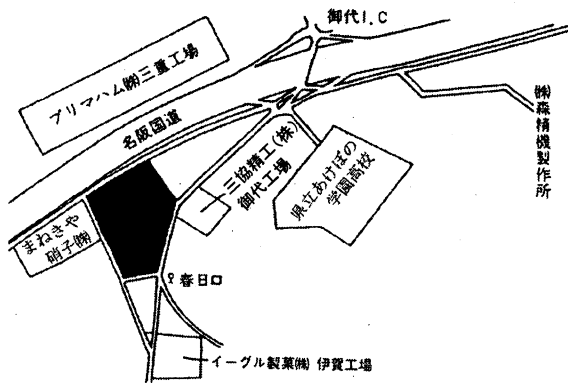 御代I.C
プリマハム㈱三重工場
名阪国道
㈱森精機製作所
三協精工(株)
御代工場
県立あけぼの
学園高校
まねきや
硝子㈱
春日口
イーグル製菓㈱ 伊賀工場